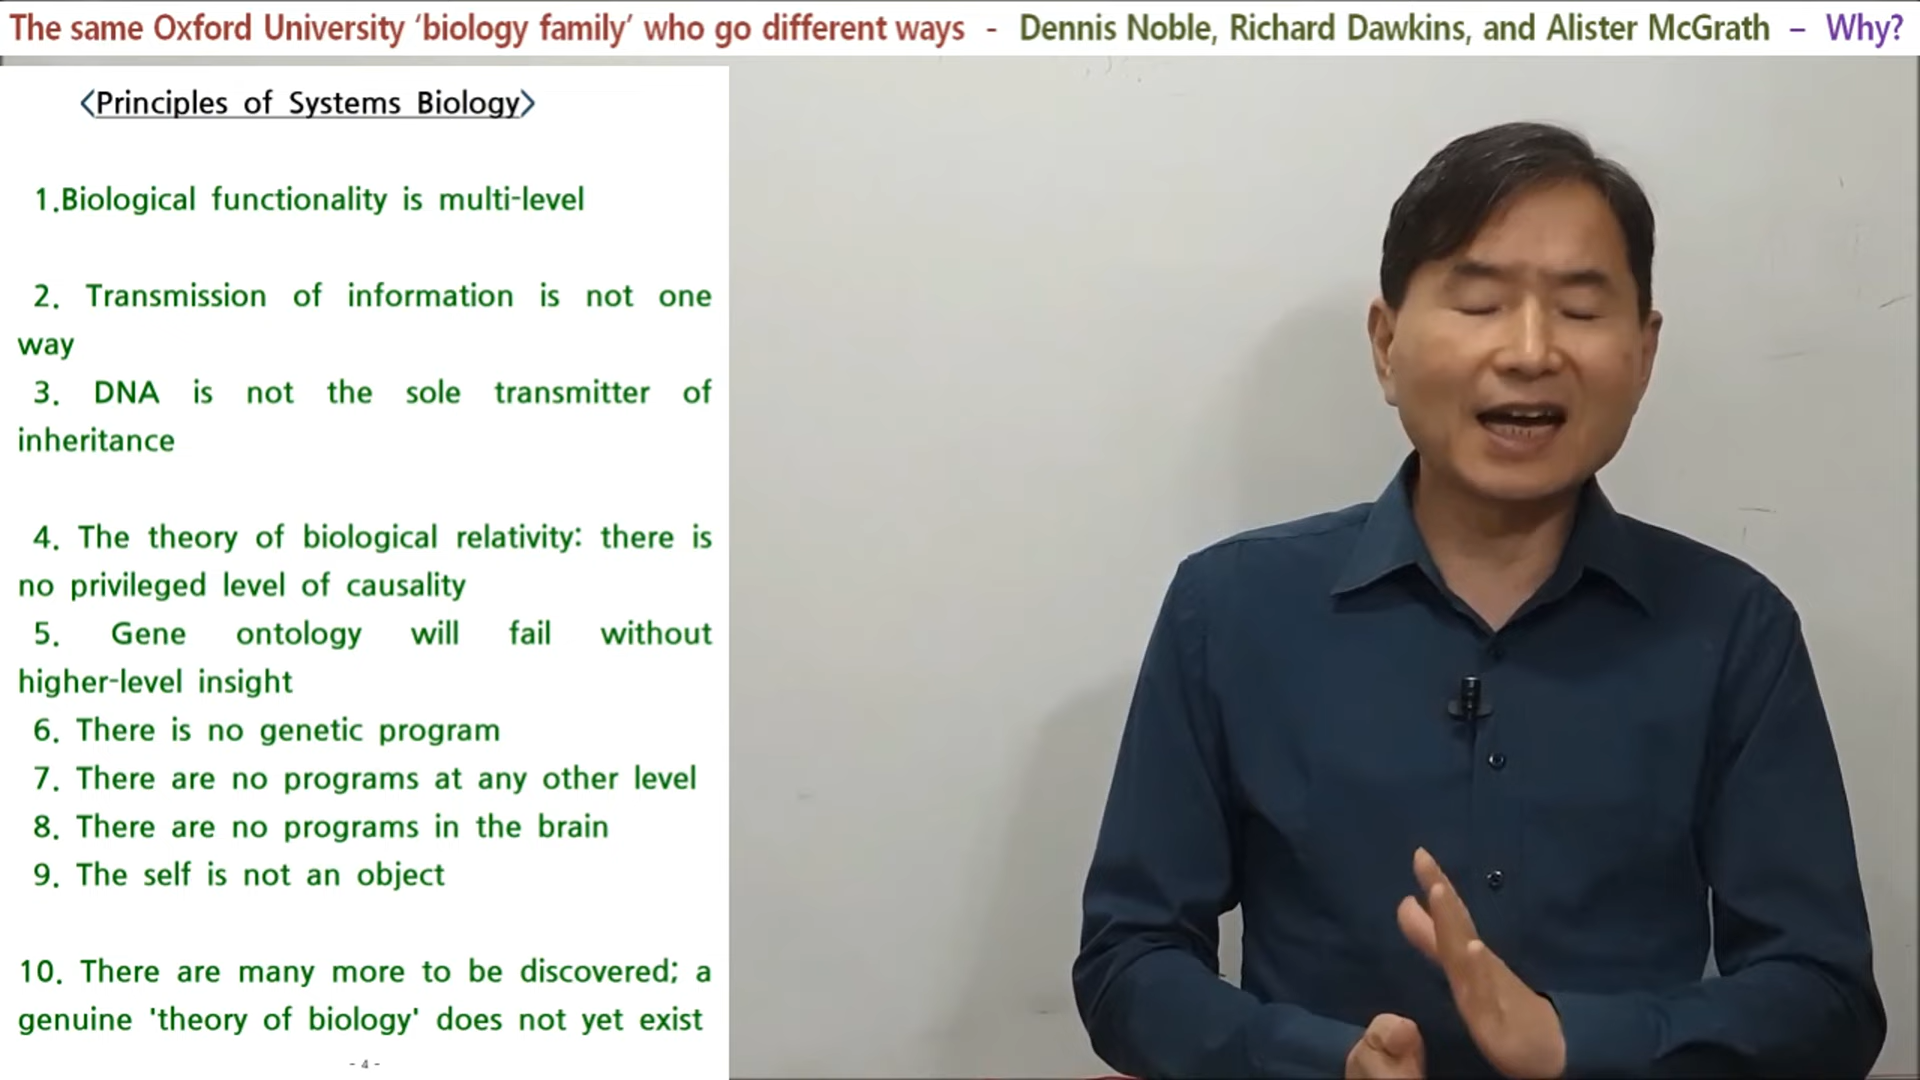 The same Oxford University ‘biology family’ who go different ways - Dennis Noble, Richard Dawkins, and Alister McGrath – Why?
<Principles of Systems Biology>
1.Biological functionality is multi-level
2. Transmission of information is not one
way
3. DNA is not the sole transmitter of
inheritance
4. The theory of biological relativity: there is
no privileged level of causality
5. Gene ontology will fail without
higher-level insight
6. There is no genetic program
7. There are no programs at any other level
8. There are no programs in the brain
9. The self is not an object
10. There are many more to be discovered; a
genuine 'theory of biology' does not yet exist
- 4 -